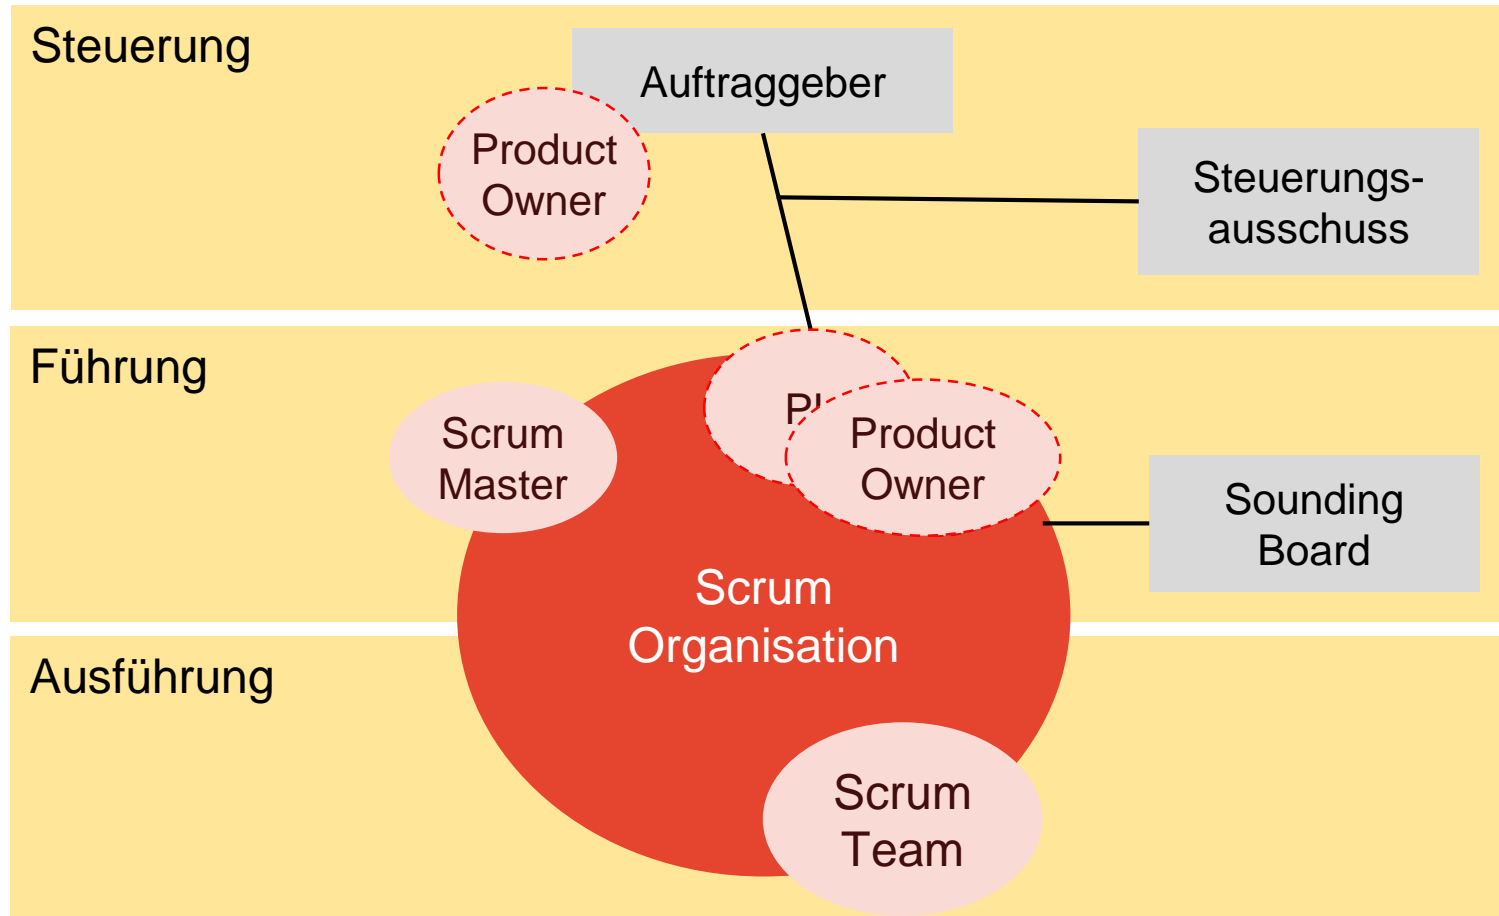 Steuerung
Auftraggeber
Product
Owner
Steuerungs-
ausschuss
Führung
Scrum
Master
Product
Owner
Sounding
Board
Scrum
Organisation
Ausführung
Scrum
Team